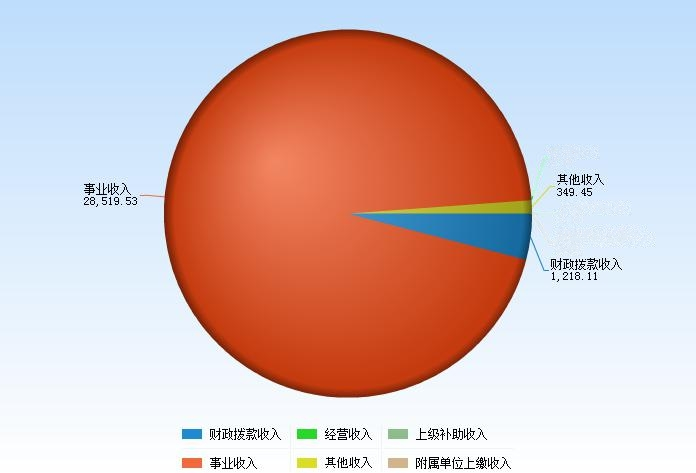 事业收入
28,519.53
其他收入
349.45
财政拨款收入
1,218.11
财政拨款收入 经营收入 上级补助收入
事业收入 其他收入 附属单位上缴收入